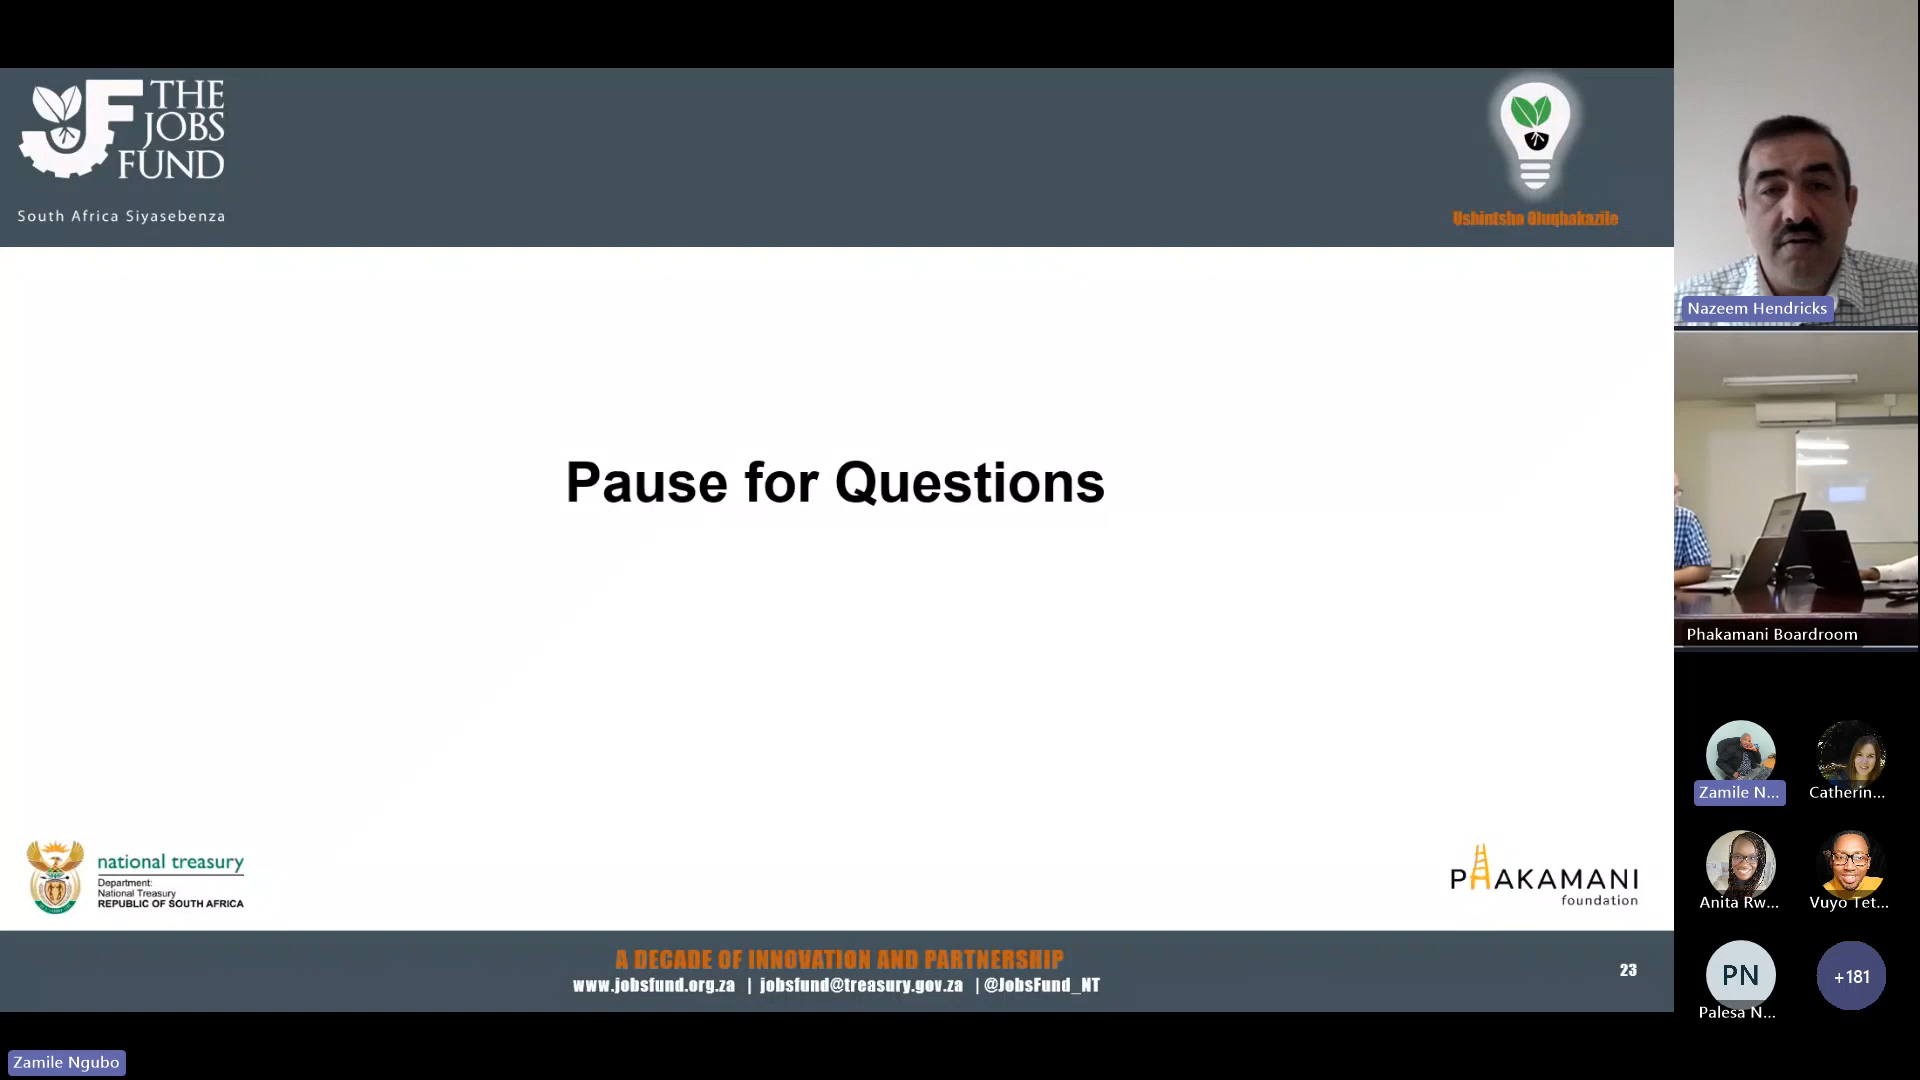 THE
JOBS
FUND
South Africa Siyasebenza
Ushintsho Oluqhakazile
Pause for Questions
national treasury
Department:
National Treasury
REPUBLIC OF SOUTH AFRICA
PHAKAMANI
foundation
A DECADE OF INNOVATION AND PARTNERSHIP
www.jobsfund.org.za | jobsfund@treasury.gov.za | @JobsFund_NT
23
Zamile Ngubo
Nazeem Hendricks
Phakamani Boardroom
Zamile N...
Catherin...
Anita Rw...
Vuyo Tet...
PN
Palesa N...
+181